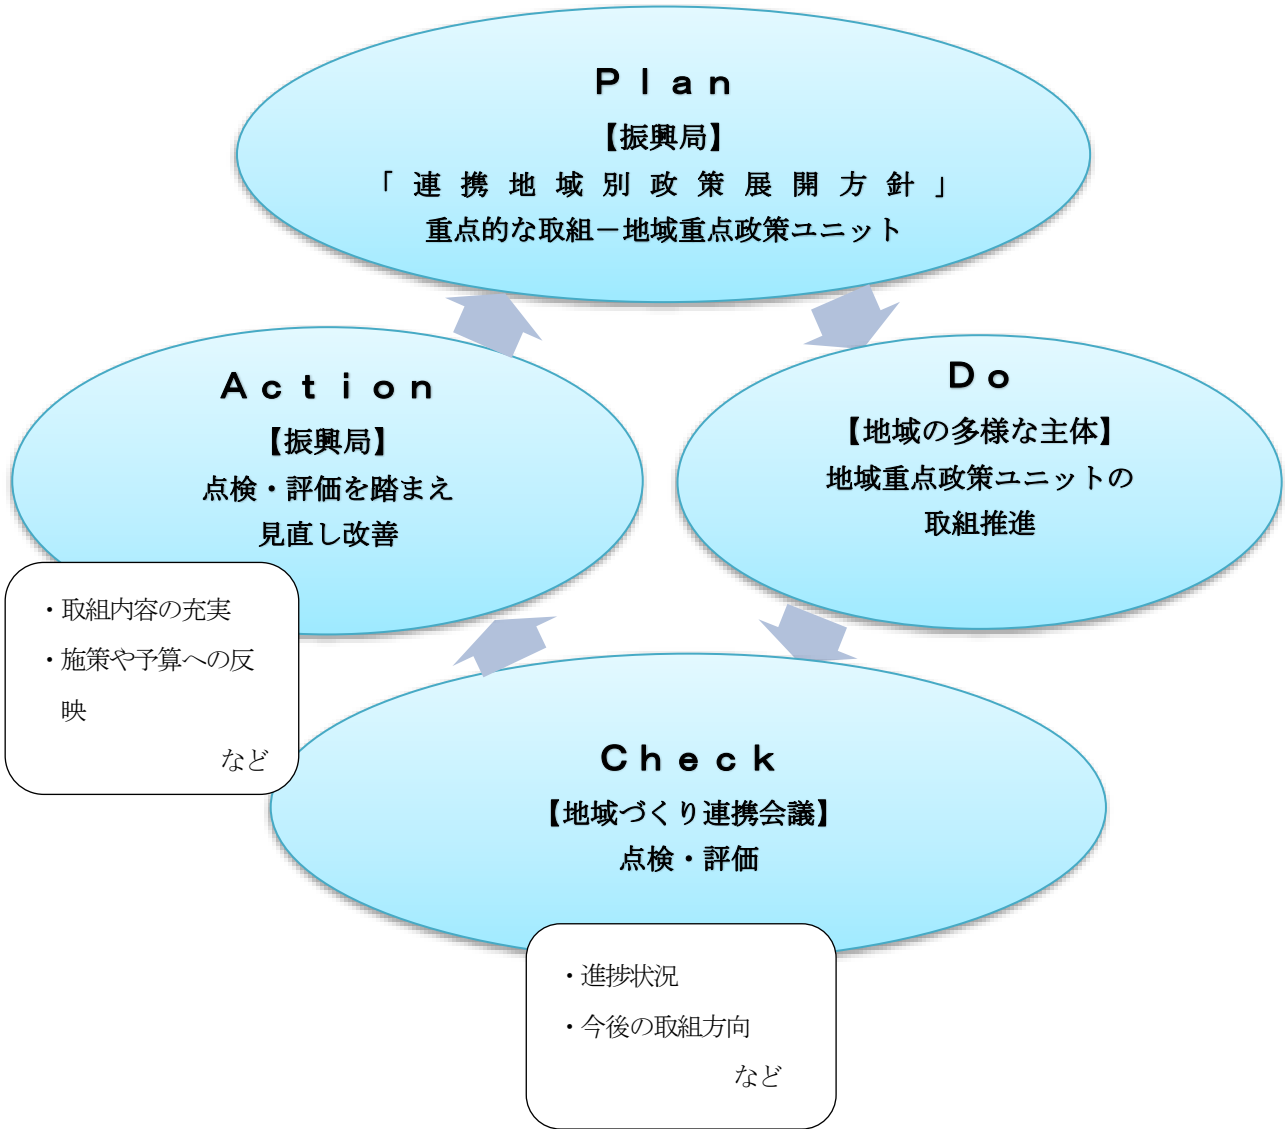 Ｐｌａｎ
【振興局】
「連携地域別政策展開方針」
重点的な取組－地域重点政策ユニット
Ａｃｔｉｏｎ
【振興局】
点検・評価を踏まえ
見直し改善
・取組内容の充実
・施策や予算への反
映
など
Ｄｏ
【地域の多様な主体】
地域重点政策ユニットの
取組推進
Ｃｈｅｃｋ
【地域づくり連携会議】
点検・評価
・進捗状況
・今後の取組方向
など